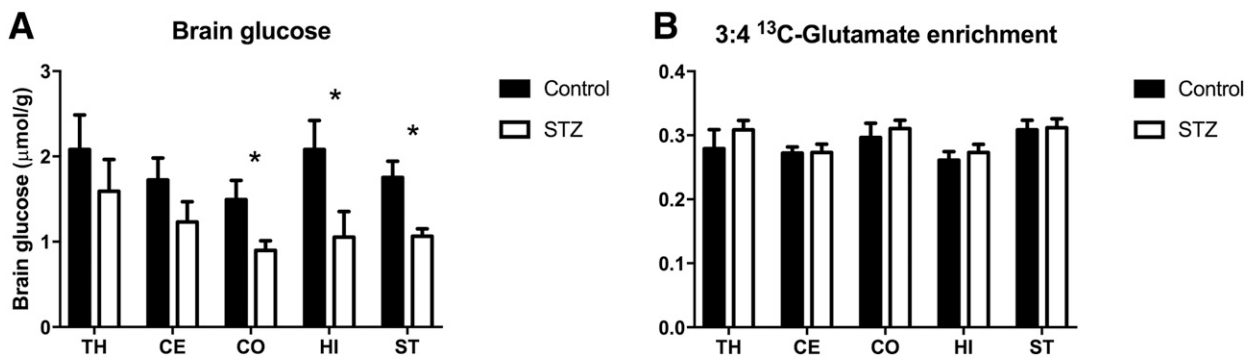 A
Brain glucose
Brain glucose (μmol/g)
3
2
1
0
*
*
*
TH CE CO HI ST
Control
STZ
B
3:4 ¹³C-Glutamate enrichment
0.4
0.3
0.2
0.1
0.0
TH CE CO HI ST
Control
STZ